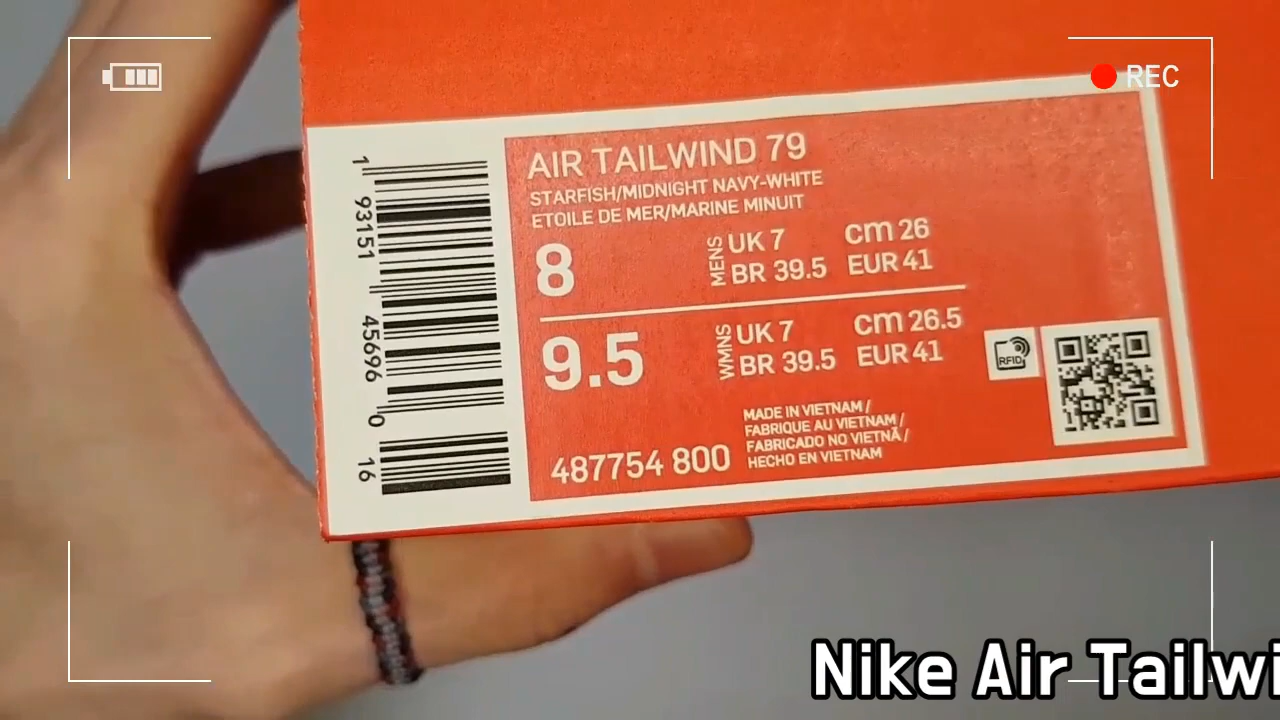 REC
AIR TAILWIND 79
STARFISH/MIDNIGHT NAVY-WHITE
ETOILE DE MER/MARINE MINUIT
8
MENS
UK 7
cm 26
BR 39.5
EUR 41
9.5
WMNS
UK 7
cm 26.5
BR 39.5
EUR 41
RFID
MADE IN VIETNAM /
FABRIQUE AU VIETNAM /
FABRICADO NO VIETNÃ /
HECHO EN VIETNAM
487754 800
1 93151 45696 0 16
Nike Air Tailwi